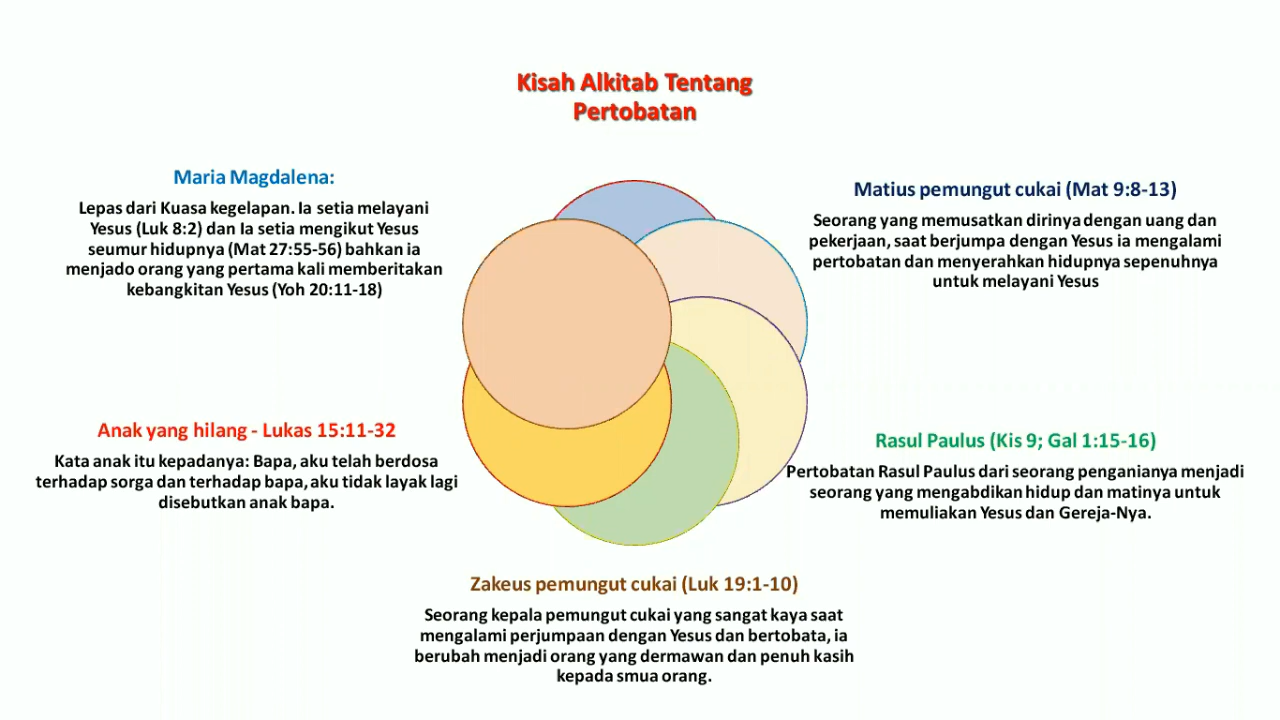 Kisah Alkitab Tentang
Pertobatan
Maria Magdalena:
Lepas dari Kuasa kegelapan. Ia setia melayani
Yesus (Luk 8:2) dan Ia setia mengikut Yesus
seumur hidupnya (Mat 27:55-56) bahkan ia
menjado orang yang pertama kali memberitakan
kebangkitan Yesus (Yoh 20:11-18)
Matius pemungut cukai (Mat 9:8-13)
Seorang yang memusatkan dirinya dengan uang dan
pekerjaan, saat berjumpa dengan Yesus ia mengalami
pertobatan dan menyerahkan hidupnya sepenuhnya
untuk melayani Yesus
Anak yang hilang - Lukas 15:11-32
Kata anak itu kepadanya: Bapa, aku telah berdosa
terhadap sorga dan terhadap bapa, aku tidak layak lagi
disebutkan anak bapa.
Rasul Paulus (Kis 9; Gal 1:15-16)
Pertobatan Rasul Paulus dari seorang penganianya menjadi
seorang yang mengabdikan hidup dan matinya untuk
memuliakan Yesus dan Gereja-Nya.
Zakeus pemungut cukai (Luk 19:1-10)
Seorang kepala pemungut cukai yang sangat kaya saat
mengalami perjumpaan dengan Yesus dan bertobata, ia
berubah menjadi orang yang dermawan dan penuh kasih
kepada smua orang.